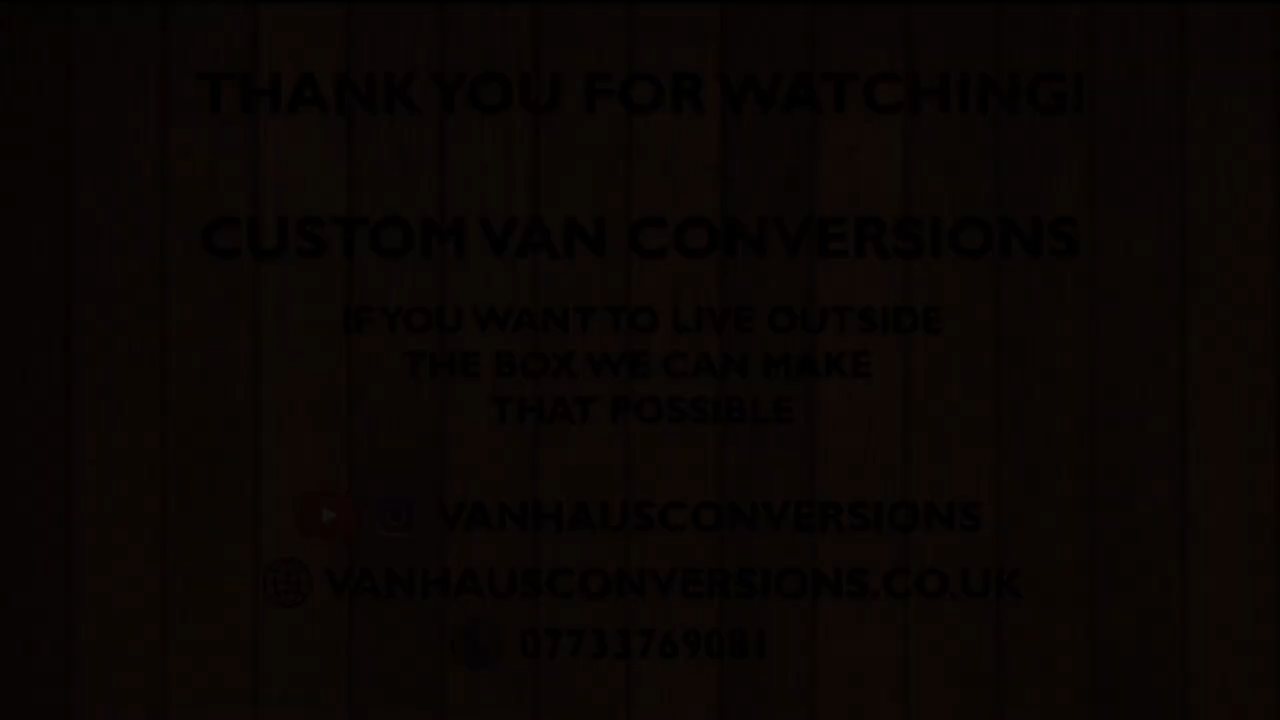 THANK YOU FOR WATCHING!
CUSTOM VAN CONVERSIONS
IF YOU WANT TO LIVE OUTSIDE
THE BOX WE CAN MAKE
THAT POSSIBLE
VANHAUSCONVERSIONS
VANHAUSCONVERSIONS.CO.UK